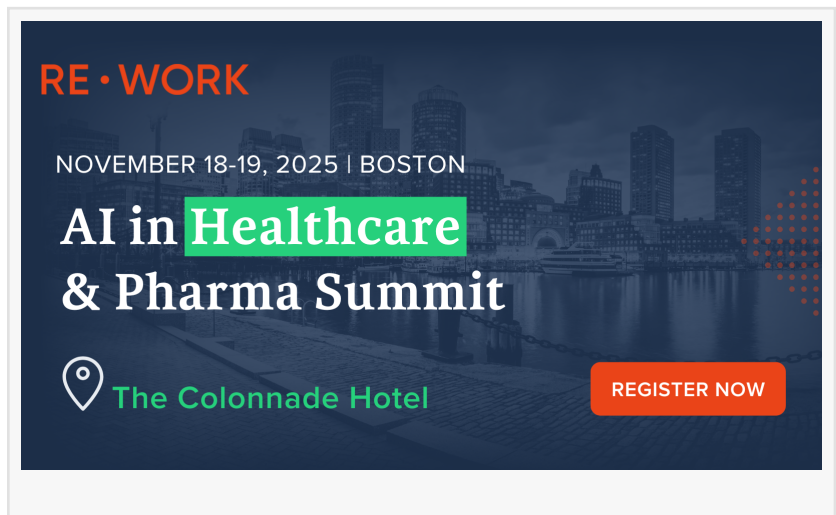 RE•WORK
NOVEMBER 18-19, 2025 | BOSTON
AI in Healthcare
& Pharma Summit
The Colonnade Hotel
REGISTER NOW